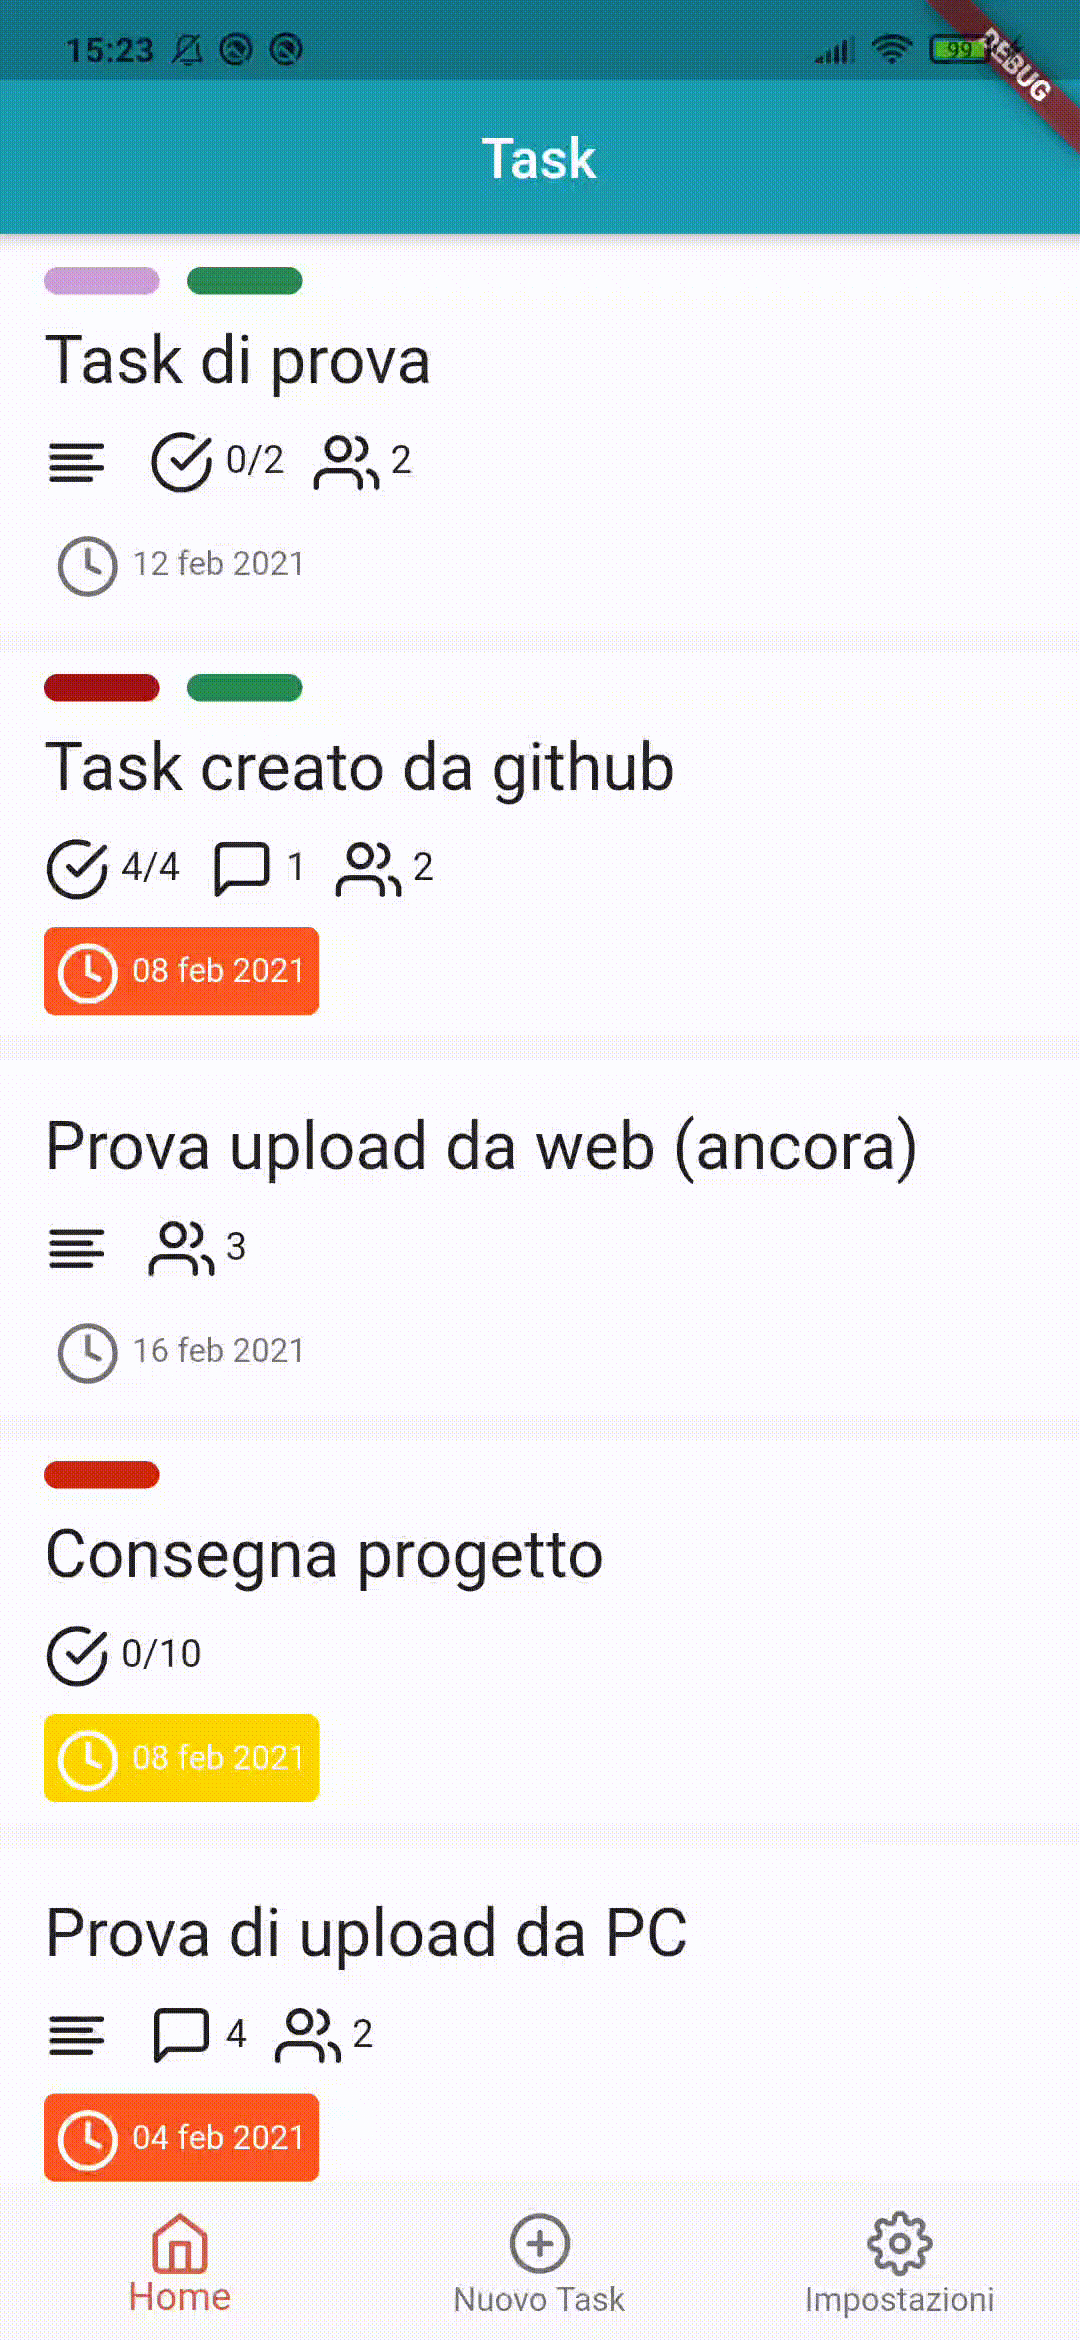 15:23
99
DEBUG
Task
Task di prova
0/2 2
12 feb 2021
Task creato da github
4/4 1 2
08 feb 2021
Prova upload da web (ancora)
3
16 feb 2021
Consegna progetto
0/10
08 feb 2021
Prova di upload da PC
4 2
04 feb 2021
Home Nuovo Task Impostazioni